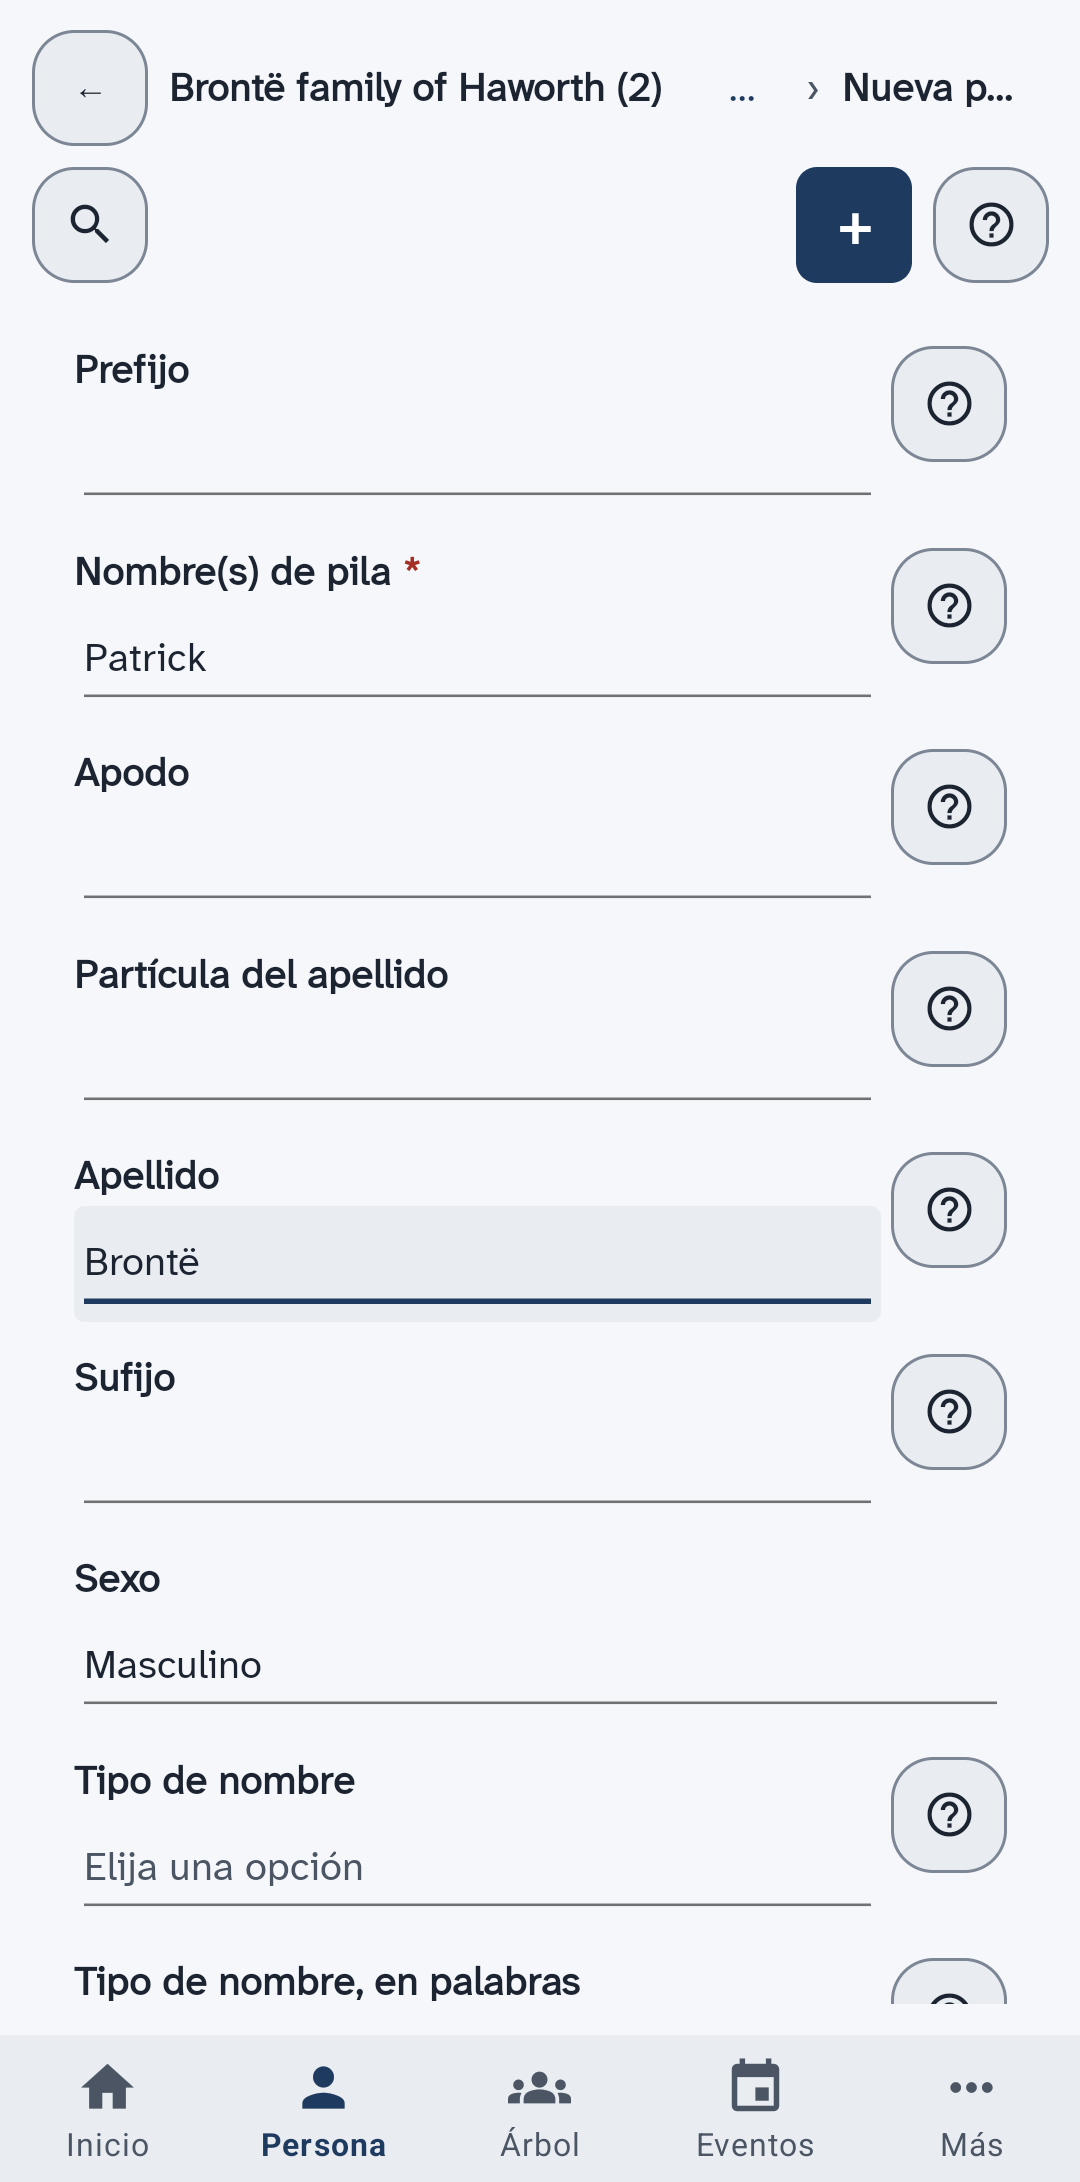 ← Brontë family of Haworth (2) ... › Nueva p...
+
Prefijo
Nombre(s) de pila *
Patrick
Apodo
Partícula del apellido
Apellido
Brontë
Sufijo
Sexo
Masculino
Tipo de nombre
Elija una opción
Tipo de nombre, en palabras
Inicio Persona Árbol Eventos Más